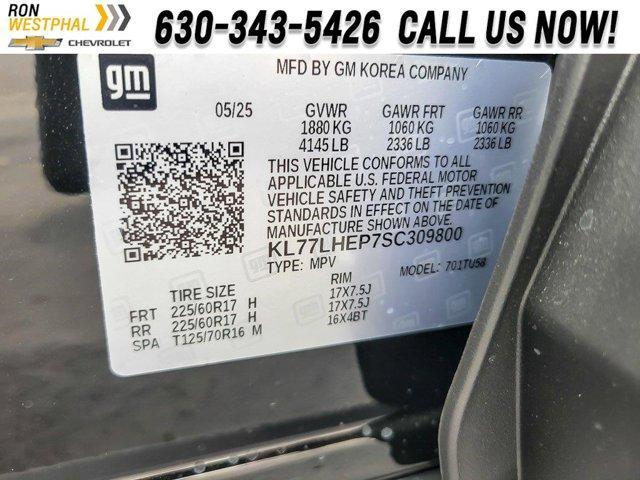 RON
WESTPHAL
CHEVROLET
630-343-5426 CALL US NOW!
gm
MFD BY GM KOREA COMPANY
05/25 GVWR GAWR FRT GAWR RR
1880 KG 1060 KG 1060 KG
4145 LB 2336 LB 2336 LB
THIS VEHICLE CONFORMS TO ALL
APPLICABLE U.S. FEDERAL MOTOR
VEHICLE SAFETY AND THEFT PREVENTION
STANDARDS IN EFFECT ON THE DATE OF
MANUFACTURE SHOWN ABOVE.
KL77LHEP7SC309800
TYPE: MPV MODEL: 701TU58
TIRE SIZE RIM
FRT 225/60R17 H 17X7.5J
RR 225/60R17 H 17X7.5J
SPA T125/70R16 M 16X4BT